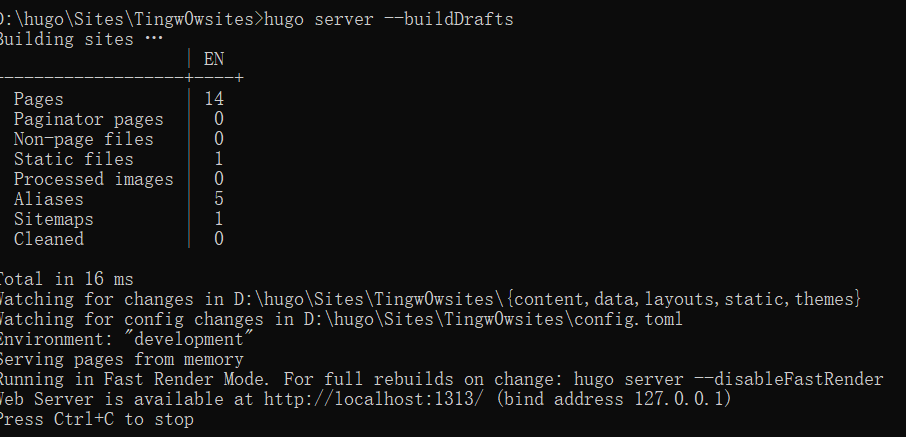 D:\hugo\Sites\Tingw0wsites>hugo server --buildDrafts
Building sites …
| EN
-------------------+----+
Pages | 14
Paginator pages | 0
Non-page files | 0
Static files | 1
Processed images | 0
Aliases | 5
Sitemaps | 1
Cleaned | 0
Total in 16 ms
Watching for changes in D:\hugo\Sites\Tingw0wsites\{content,data,layouts,static,themes}
Watching for config changes in D:\hugo\Sites\Tingw0wsites\config.toml
Environment: "development"
Serving pages from memory
Running in Fast Render Mode. For full rebuilds on change: hugo server --disableFastRender
Web Server is available at http://localhost:1313/ (bind address 127.0.0.1)
Press Ctrl+C to stop